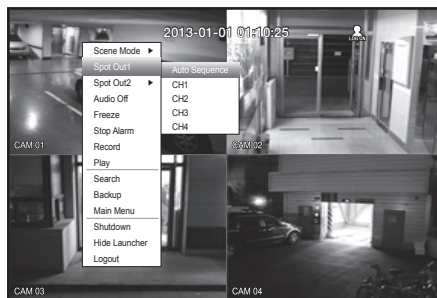 2013-01-01 01:10:25
LOG ON
Scene Mode
Spot Out1
Spot Out2
Audio Off
Freeze
Stop Alarm
Record
Play
Search
Backup
Main Menu
Shutdown
Hide Launcher
Logout
Auto Sequence
CH1
CH2
CH3
CH4
CAM 01
CAM 02
CAM 03
CAM 04